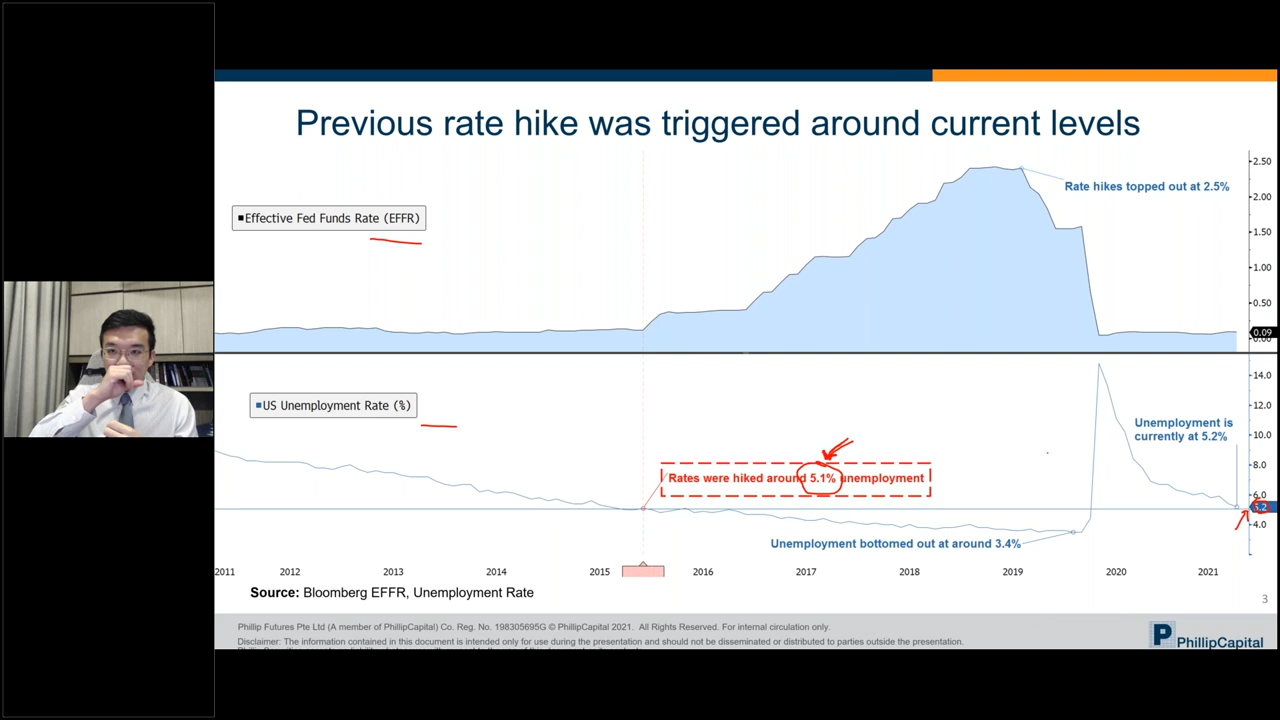 Previous rate hike was triggered around current levels
2.50
Rate hikes topped out at 2.5%
2.00
Effective Fed Funds Rate (EFFR)
1.50
1.00
0.50
0.09
0.00
14.0
US Unemployment Rate (%)
12.0
Unemployment is
currently at 5.2%
10.0
8.0
Rates were hiked around 5.1% unemployment
6.0
5.2
4.0
Unemployment bottomed out at around 3.4%
2011 2012 2013 2014 2015 2016 2017 2018 2019 2020 2021
Source: Bloomberg EFFR, Unemployment Rate
3
Phillip Futures Pte Ltd (A member of PhillipCapital) Co. Reg. No. 198305695G © PhillipCapital 2021. All Rights Reserved. For internal circulation only.
Disclaimer: The information contained in this document is intended only for use during the presentation and should not be disseminated or distributed to parties outside the presentation.
PhillipCapital